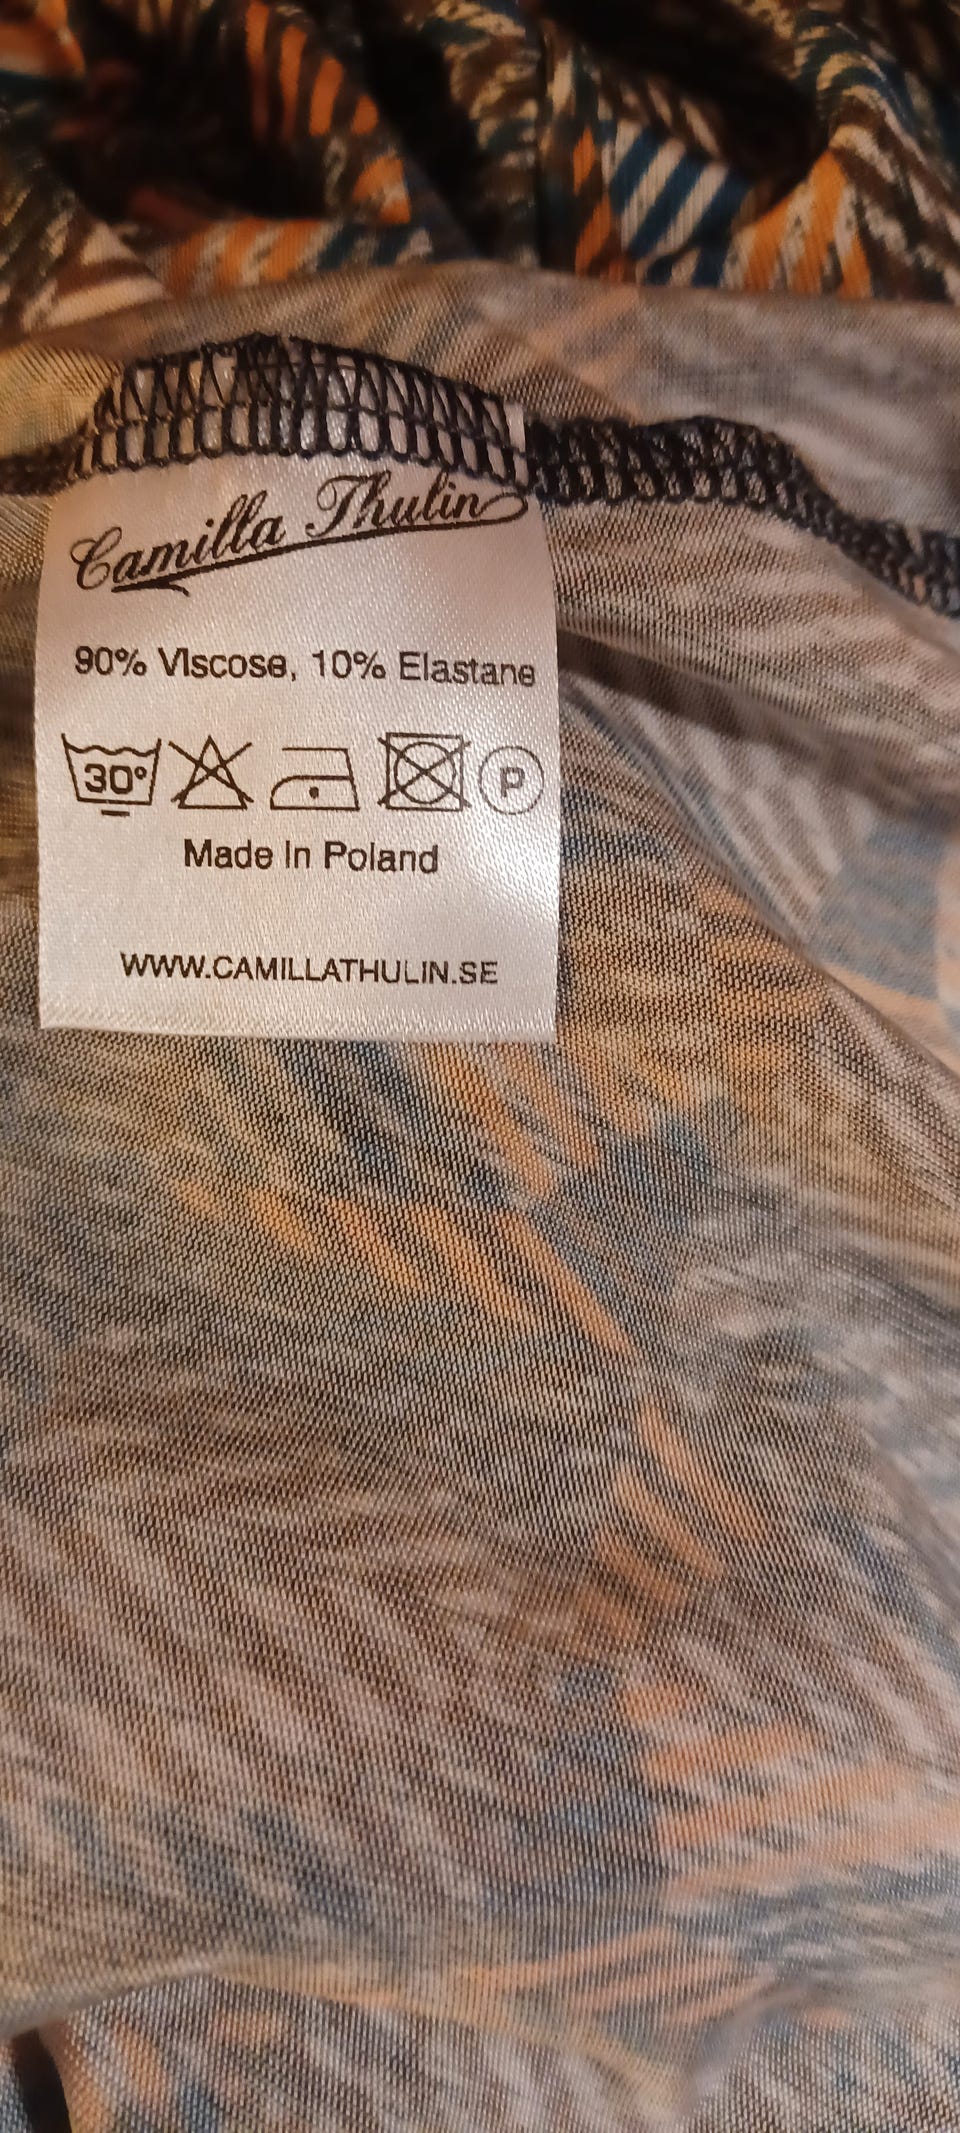 Camilla Thulin
90% VIscose, 10% Elastane
30° P
Made In Poland
WWW.CAMILLATHULIN.SE